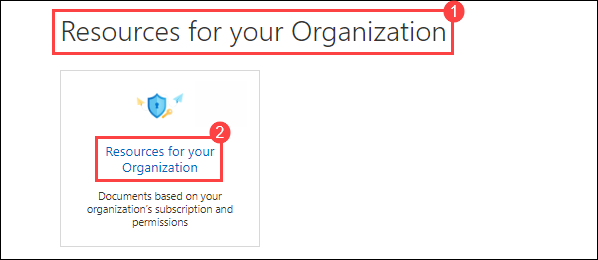 1
Resources for your Organization
2
Resources for your
Organization
Documents based on your
organization's subscription and
permissions